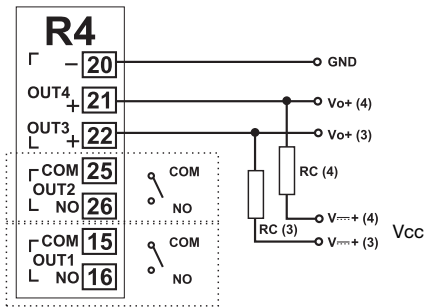 R4
− 20 GND
OUT4 + 21 Vo+ (4)
OUT3 + 22 Vo+ (3)
COM 25 COM RC (4)
OUT2
NO 26 NO
RC (3) V⎓+ (4)
COM 15 COM V⎓+ (3) Vcc
OUT1
NO 16 NO